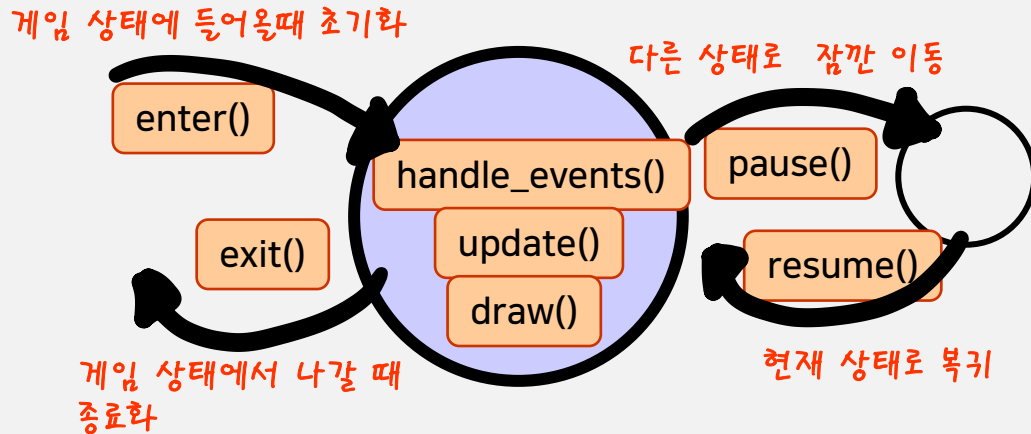 게임 상태에 들어올때 초기화
다른 상태로 잠깐 이동
enter()
handle_events()
pause()
exit()
update()
resume()
draw()
게임 상태에서 나갈 때
종료화
현재 상태로 복귀